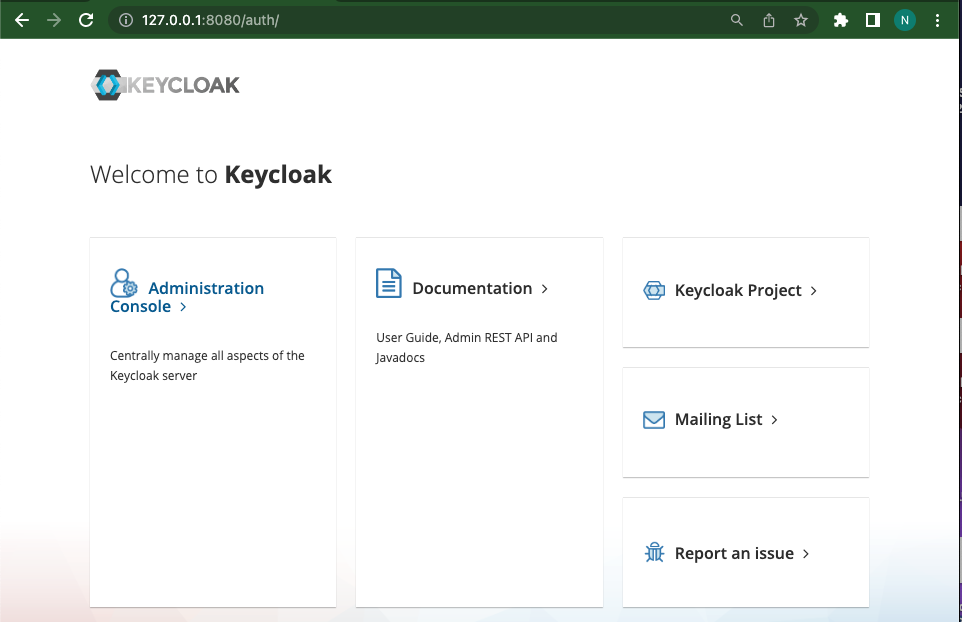 127.0.0.1:8080/auth/
N
KEYCLOAK
Welcome to Keycloak
Administration
Console
Centrally manage all aspects of the
Keycloak server
Documentation
User Guide, Admin REST API and
Javadocs
Keycloak Project
Mailing List
Report an issue